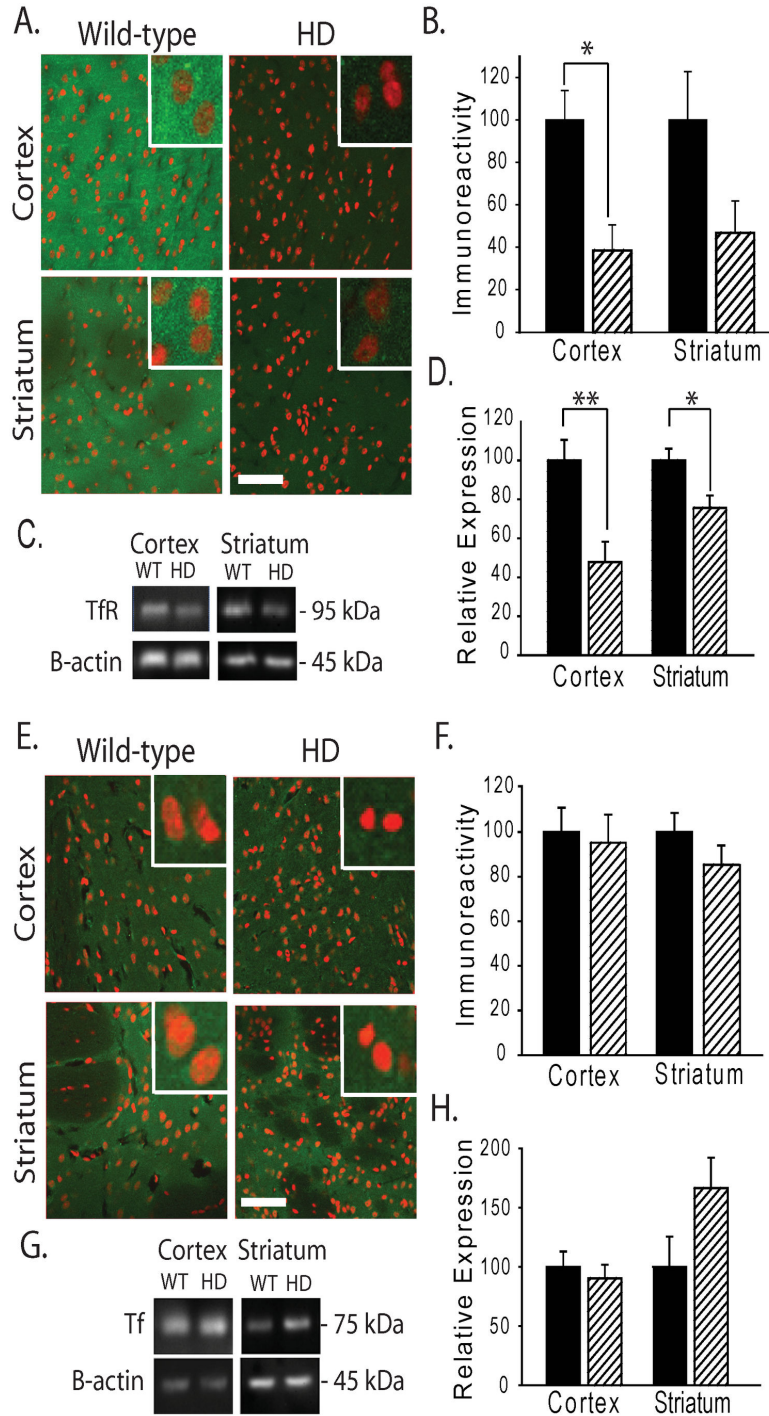 A.
Wild-type HD
Cortex
Striatum
B.
Immunoreactivity
120
100
80
60
40
20
0
*
Cortex Striatum
C.
Cortex Striatum
WT HD WT HD
TfR - 95 kDa
B-actin - 45 kDa
D.
Relative Expression
120
100
80
60
40
20
0
** *
Cortex Striatum
E.
Wild-type HD
Cortex
Striatum
F.
Immunoreactivity
120
100
80
60
40
20
0
Cortex Striatum
G.
Cortex Striatum
WT HD WT HD
Tf - 75 kDa
B-actin - 45 kDa
H.
Relative Expression
200
150
100
50
0
Cortex Striatum